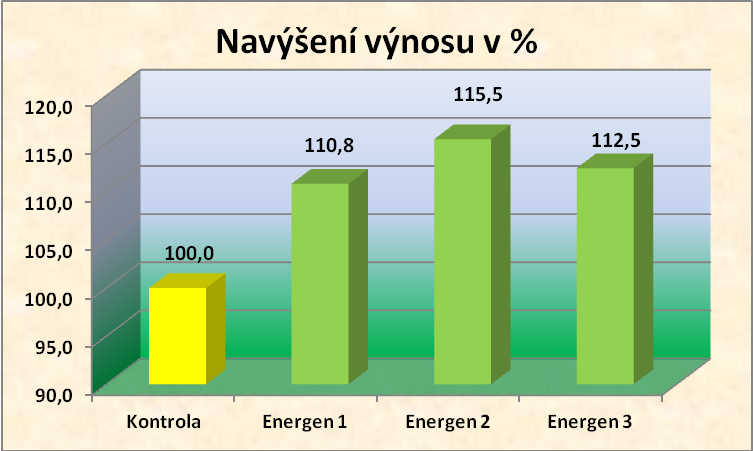 Navýšení výnosu v %
120,0
115,0
110,0
105,0
100,0
95,0
90,0
100,0
110,8
115,5
112,5
Kontrola
Energen 1
Energen 2
Energen 3